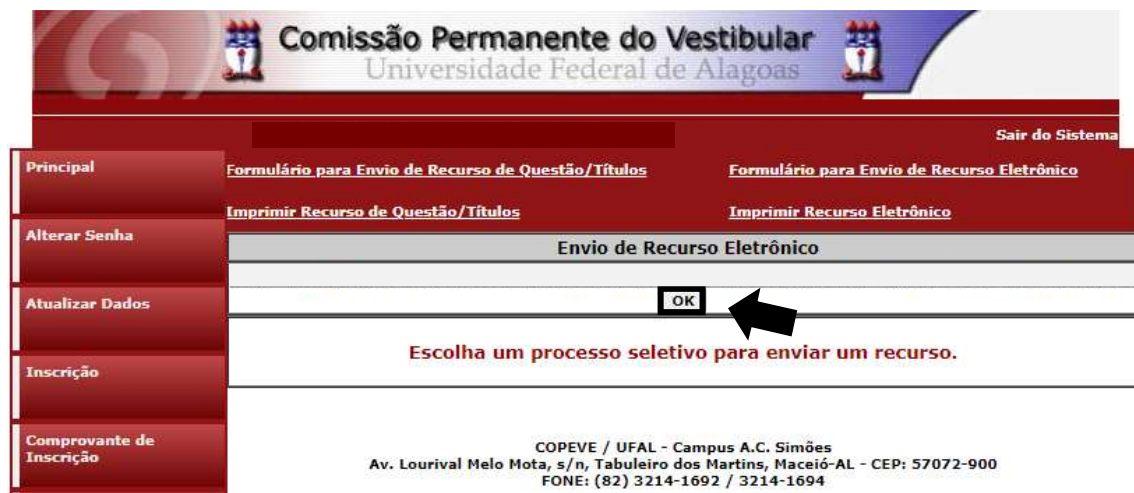 Comissão Permanente do Vestibular
Universidade Federal de Alagoas
Sair do Sistema
Principal
Alterar Senha
Atualizar Dados
Inscrição
Comprovante de
Inscrição
Formulário para Envio de Recurso de Questão/Títulos
Formulário para Envio de Recurso Eletrônico
Imprimir Recurso de Questão/Títulos
Imprimir Recurso Eletrônico
Envio de Recurso Eletrônico
OK
Escolha um processo seletivo para enviar um recurso.
COPEVE / UFAL - Campus A.C. Simões
Av. Lourival Melo Mota, s/n, Tabuleiro dos Martins, Maceió-AL - CEP: 57072-900
FONE: (82) 3214-1692 / 3214-1694